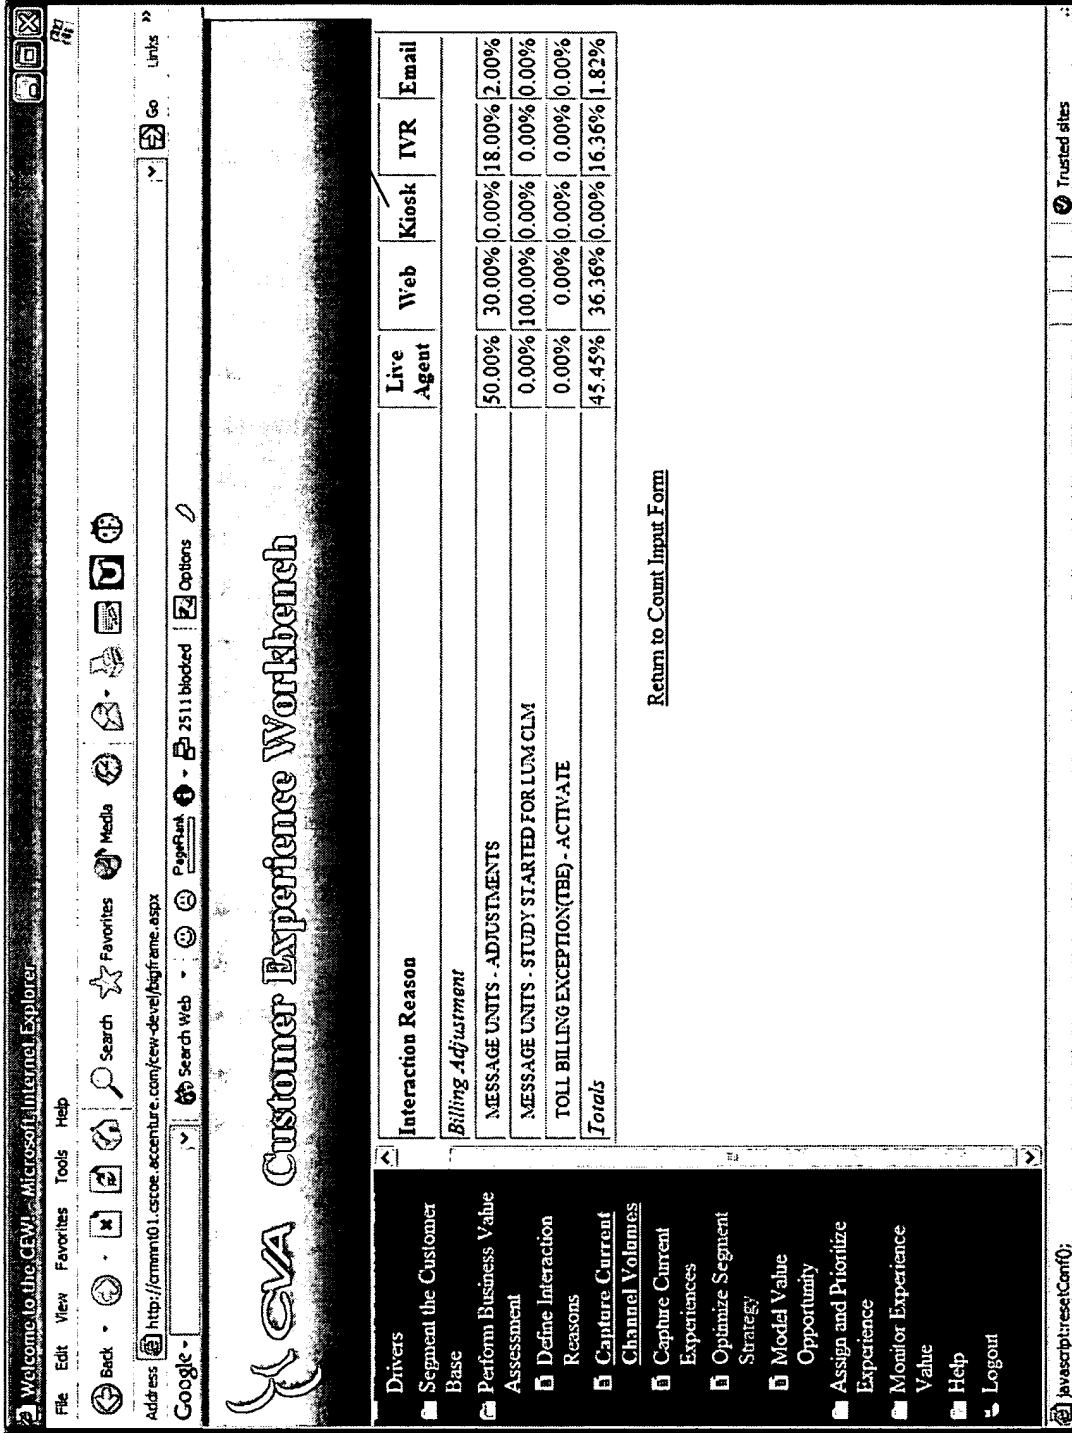 Welcome to the CEW! - Microsoft Internet Explorer
File Edit View Favorites Tools Help
Back Search Favorites Media
Address http://crmnnt01.cscoe.accenture.com/cew-devel/bigframe.aspx Go Links »
Google Search Web PageRank 2511 blocked Options
CVA Customer Experience Workbench
Drivers
Segment the Customer
Base
Perform Business Value
Assessment
Define Interaction
Reasons
Capture Current
Channel Volumes
Capture Current
Experiences
Optimize Segment
Strategy
Model Value
Opportunity
Assign and Prioritize
Experience
Monitor Experience
Value
Help
Logout
Interaction Reason Live Agent Web Kiosk IVR Email
Billing Adjustment
MESSAGE UNITS - ADJUSTMENTS 50.00% 30.00% 0.00% 18.00% 2.00%
MESSAGE UNITS - STUDY STARTED FOR LUM CLM 0.00% 100.00% 0.00% 0.00% 0.00%
TOLL BILLING EXCEPTION(TBE) - ACTIVATE 0.00% 0.00% 0.00% 0.00% 0.00%
Totals 45.45% 36.36% 0.00% 16.36% 1.82%
Return to Count Input Form
javascript:resetConf(); Trusted sites